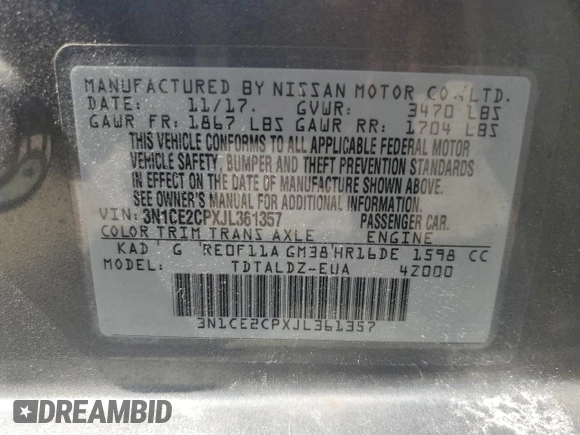 MANUFACTURED BY NISSAN MOTOR CO.,LTD.
DATE: 11/17. GVWR: 3470 LBS
GAWR FR: 1867 LBS GAWR RR: 1704 LBS
THIS VEHICLE CONFORMS TO ALL APPLICABLE FEDERAL MOTOR
VEHICLE SAFETY, BUMPER AND THEFT PREVENTION STANDARDS
IN EFFECT ON THE DATE OF MANUFACTURE SHOWN ABOVE.
SEE OWNER'S MANUAL FOR ADDITIONAL INFORMATION.
VIN: 3N1CE2CPXJL361357 PASSENGER CAR.
COLOR TRIM TRANS AXLE ENGINE
KAD G RE0F11A GM38 HR16DE 1598 CC
MODEL: TDTALDZ-EUA 4Z000
3N1CE2CPXJL361357
DREAMBID